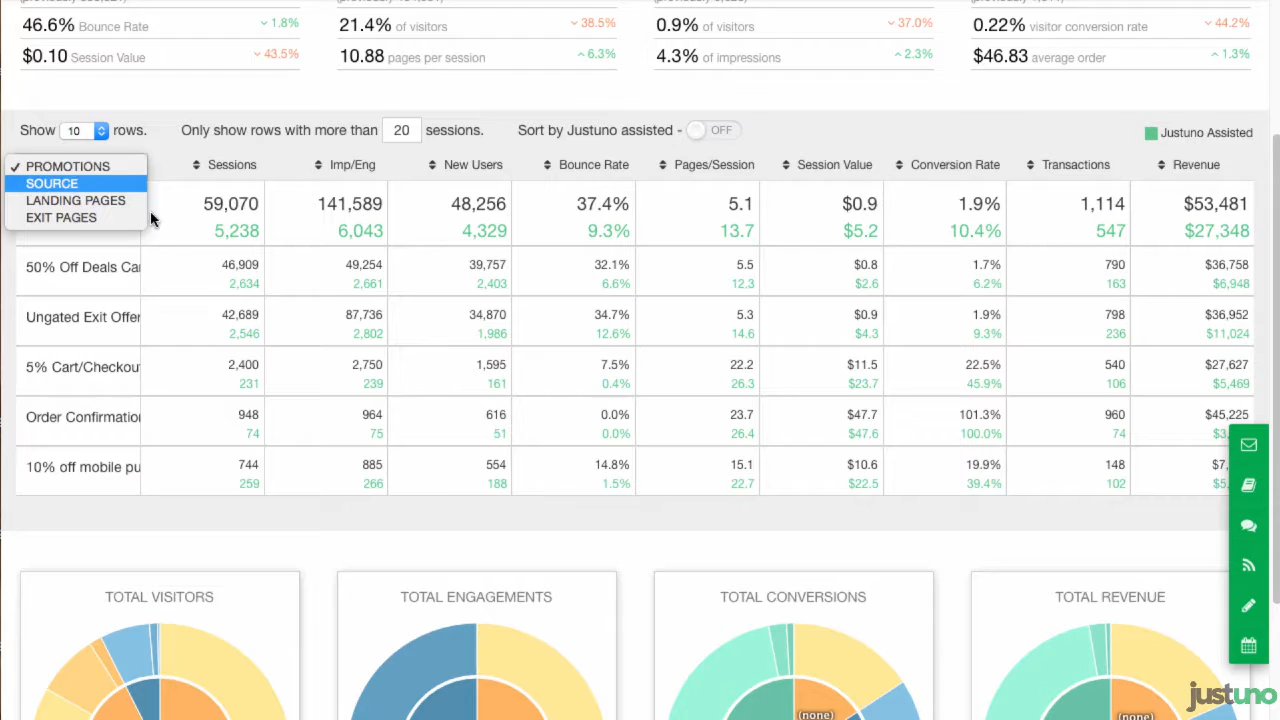 46.6% Bounce Rate 1.8% 21.4% of visitors 38.5% 0.9% of visitors 37.0% 0.22% visitor conversion rate 44.2%
$0.10 Session Value 43.5% 10.88 pages per session 6.3% 4.3% of impressions 2.3% $46.83 average order 1.3%
Show 10 rows. Only show rows with more than 20 sessions. Sort by Justuno assisted - OFF Justuno Assisted
✓ PROMOTIONS
SOURCE
LANDING PAGES
EXIT PAGES
Sessions Imp/Eng New Users Bounce Rate Pages/Session Session Value Conversion Rate Transactions Revenue
59,070 141,589 48,256 37.4% 5.1 $0.9 1.9% 1,114 $53,481
5,238 6,043 4,329 9.3% 13.7 $5.2 10.4% 547 $27,348
50% Off Deals Ca 46,909 49,254 39,757 32.1% 5.5 $0.8 1.7% 790 $36,758
2,634 2,661 2,403 6.6% 12.3 $2.6 6.2% 163 $6,948
Ungated Exit Offer 42,689 87,736 34,870 34.7% 5.3 $0.9 1.9% 798 $36,952
2,546 2,802 1,986 12.6% 14.6 $4.3 9.3% 236 $11,024
5% Cart/Checkou 2,400 2,750 1,595 7.5% 22.2 $11.5 22.5% 540 $27,627
231 239 161 0.4% 26.3 $23.7 45.9% 106 $5,469
Order Confirmation 948 964 616 0.0% 23.7 $47.7 101.3% 960 $45,225
74 75 51 0.0% 26.4 $47.6 100.0% 74 $3,
10% off mobile pu 744 885 554 14.8% 15.1 $10.6 19.9% 148 $7,
259 266 188 1.5% 22.7 $22.5 39.4% 102 $5,
TOTAL VISITORS TOTAL ENGAGEMENTS TOTAL CONVERSIONS TOTAL REVENUE
(none) (none)
justuno